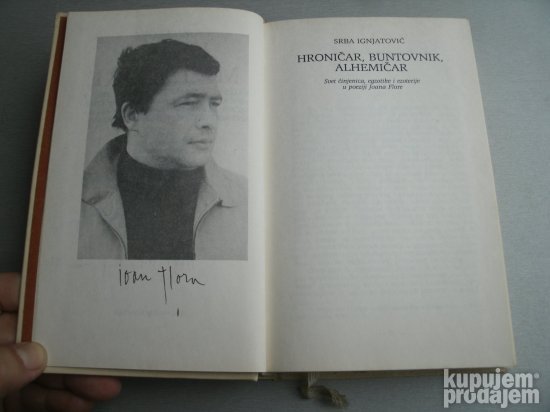 ioan flora
SRBA IGNJATOVIĆ
HRONIČAR, BUNTOVNIK,
ALHEMIČAR
Svet činjenica, egzotike i ezoterije
u poeziji Joana Flore
kupujem
prodajem